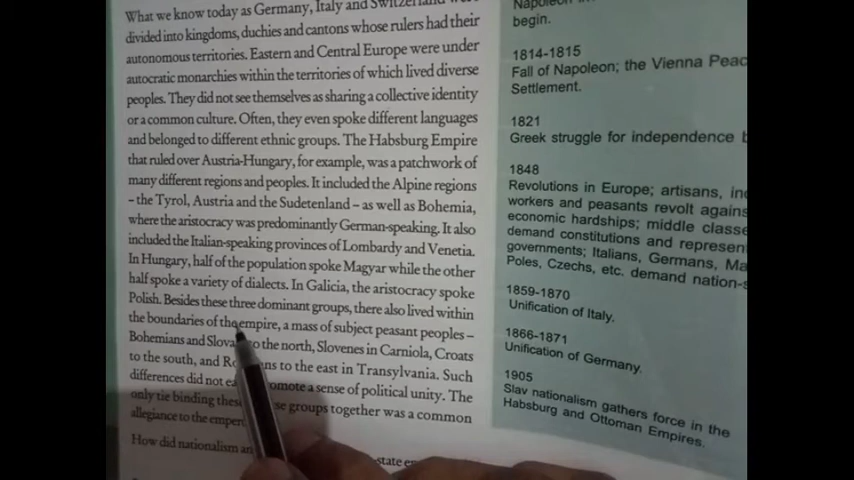 What we know today as Germany, Italy and Switzerland were
divided into kingdoms, duchies and cantons whose rulers had their
autonomous territories. Eastern and Central Europe were under
autocratic monarchies within the territories of which lived diverse
peoples. They did not see themselves as sharing a collective identity
or a common culture. Often, they even spoke different languages
and belonged to different ethnic groups. The Habsburg Empire
that ruled over Austria-Hungary, for example, was a patchwork of
many different regions and peoples. It included the Alpine regions
– the Tyrol, Austria and the Sudetenland – as well as Bohemia,
where the aristocracy was predominantly German-speaking. It also
included the Italian-speaking provinces of Lombardy and Venetia.
In Hungary, half of the population spoke Magyar while the other
half spoke a variety of dialects. In Galicia, the aristocracy spoke
Polish. Besides these three dominant groups, there also lived within
the boundaries of the empire, a mass of subject peasant peoples –
Bohemians and Slova to the north, Slovenes in Carniola, Croats
to the south, and Ro ans to the east in Transylvania. Such
differences did not ea omote a sense of political unity. The
only tie binding these se groups together was a common
allegiance to the emper
How did nationalism an -state e
Napoleon
begin.
1814-1815
Fall of Napoleon; the Vienna Peac
Settlement.
1821
Greek struggle for independence b
1848
Revolutions in Europe; artisans, in
workers and peasants revolt agains
economic hardships; middle classe
demand constitutions and represen
governments; Italians, Germans, Ma
Poles, Czechs, etc. demand nation-s
1859-1870
Unification of Italy.
1866-1871
Unification of Germany.
1905
Slav nationalism gathers force in the
Habsburg and Ottoman Empires.